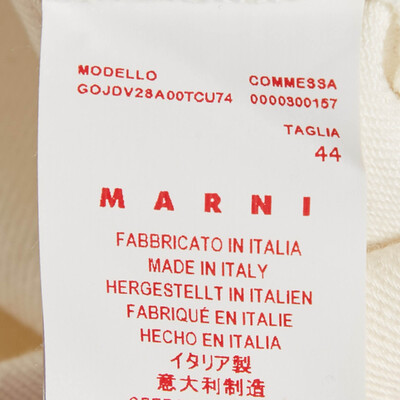 MODELLO COMMESSA
GOJDV28A00TCU74 0000300157
TAGLIA
44
MARNI
FABBRICATO IN ITALIA
MADE IN ITALY
HERGESTELLT IN ITALIEN
FABRIQUÉ EN ITALIE
HECHO EN ITALIA
イタリア製
意大利制造